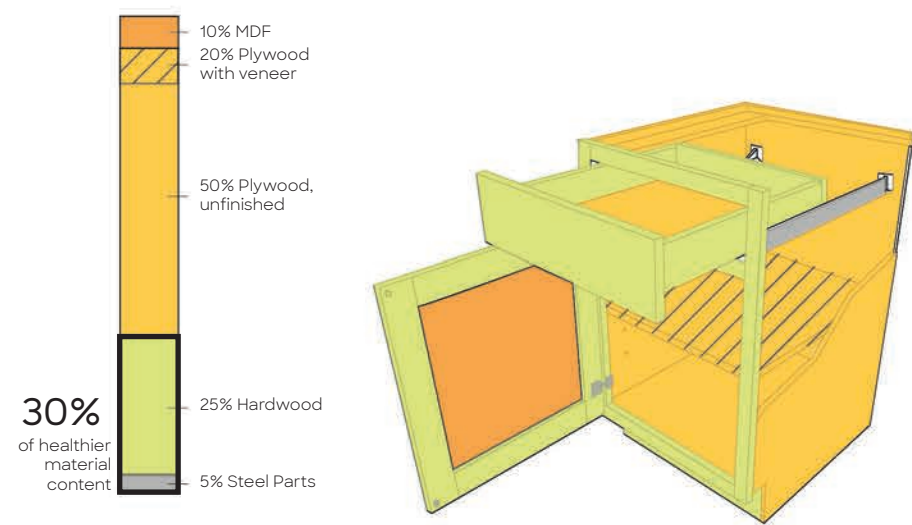 10% MDF
20% Plywood
with veneer
50% Plywood,
unfinished
25% Hardwood
30%
of healthier
material
content
5% Steel Parts